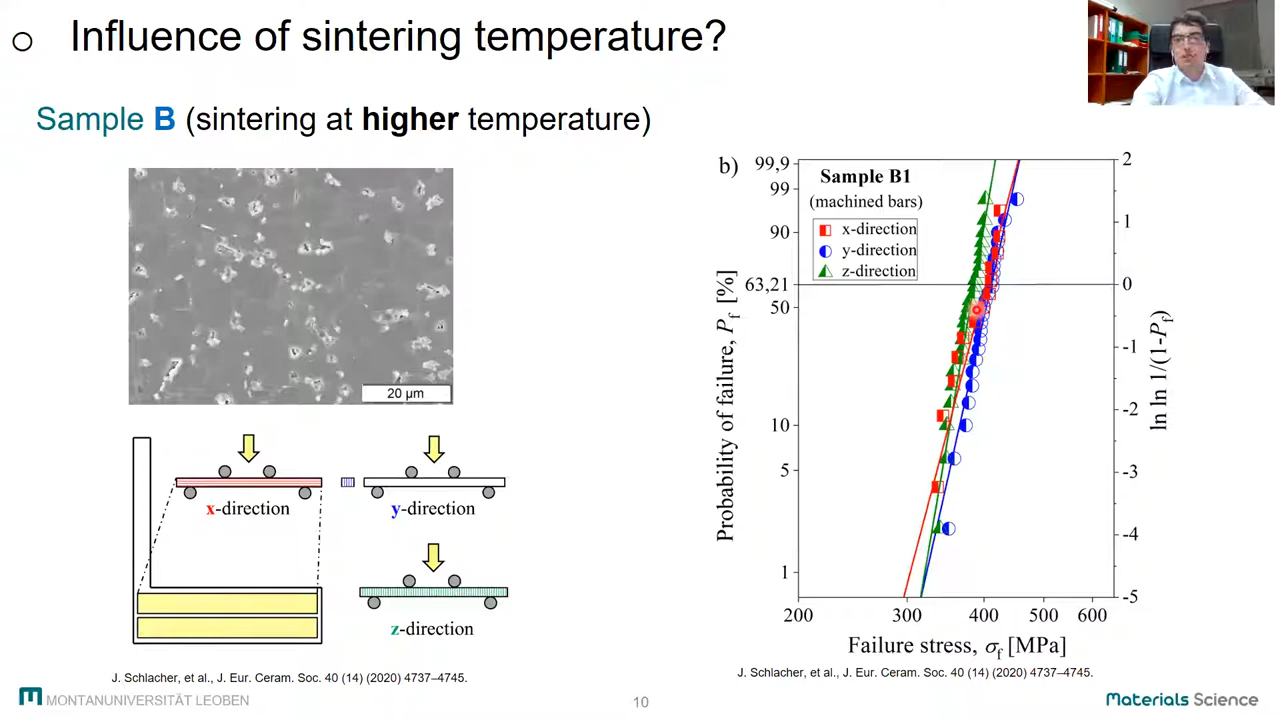 Influence of sintering temperature?
Sample B (sintering at higher temperature)
20 µm
x-direction
y-direction
z-direction
J. Schlacher, et al., J. Eur. Ceram. Soc. 40 (14) (2020) 4737–4745.
b)
Sample B1
(machined bars)
x-direction
y-direction
z-direction
Probability of failure, Pf [%]
99,9
99
90
63,21
50
10
5
1
200
300
400
500
600
Failure stress, σf [MPa]
2
1
0
-1
-2
-3
-4
-5
ln ln 1/(1-Pf)
J. Schlacher, et al., J. Eur. Ceram. Soc. 40 (14) (2020) 4737–4745.
MONTANUNIVERSITÄT LEOBEN
10
Materials Science